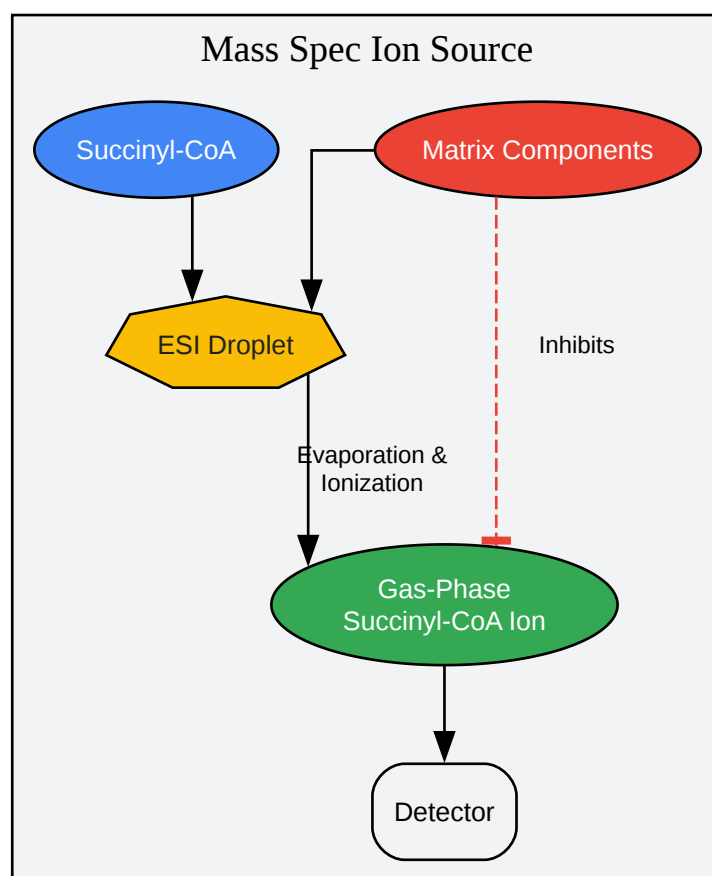 Mass Spec Ion Source
Succinyl-CoA
Matrix Components
ESI Droplet
Inhibits
Evaporation &
Ionization
Gas-Phase
Succinyl-CoA Ion
Detector